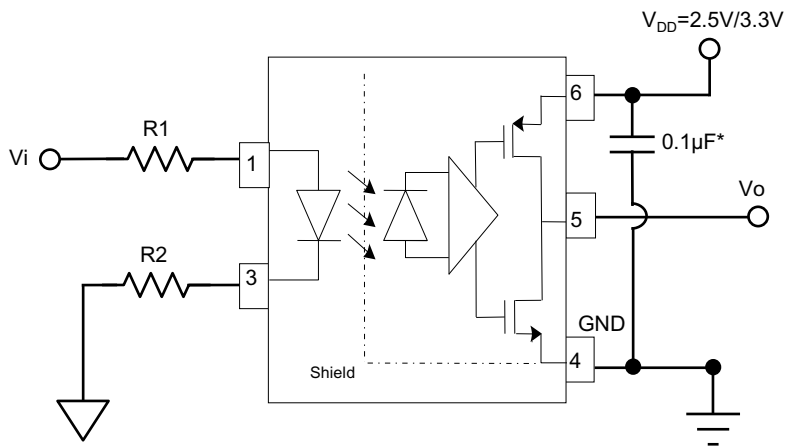 V_DD=2.5V/3.3V
6
R1
0.1µF*
Vi
1
Vo
5
R2
3
GND
4
Shield